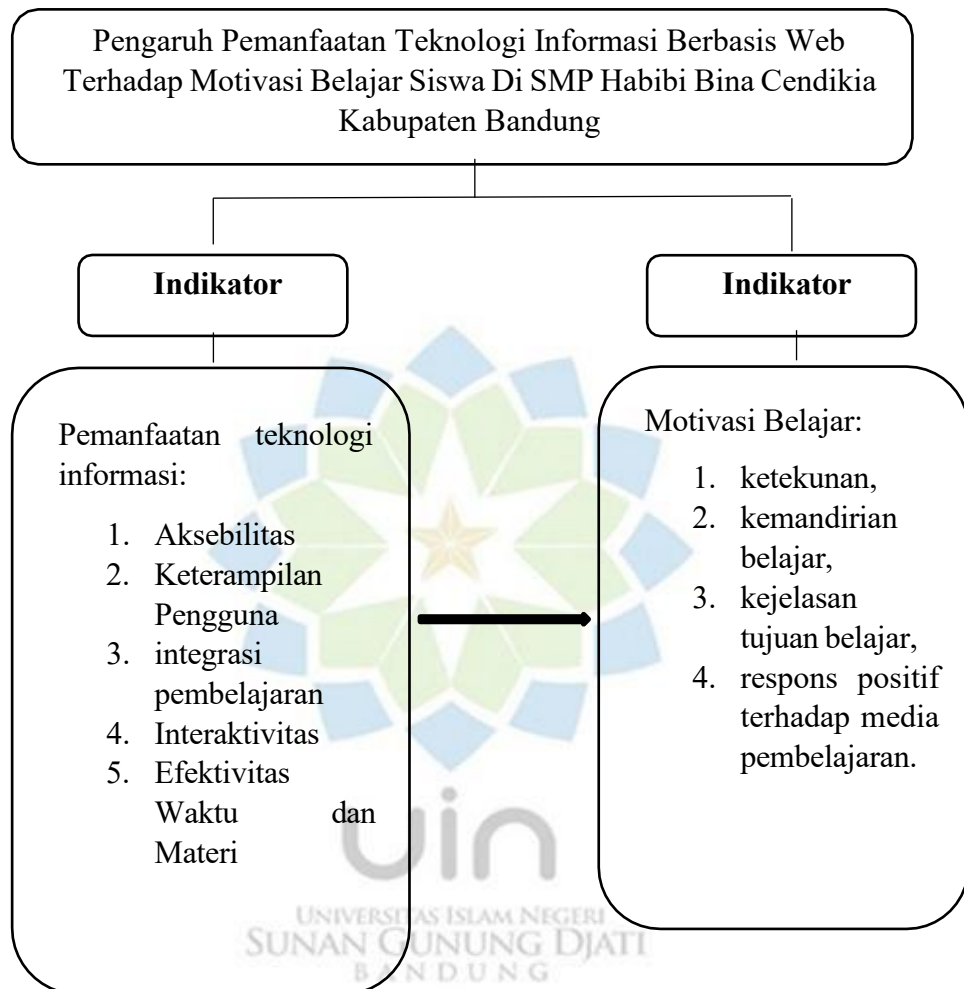 Pengaruh Pemanfaatan Teknologi Informasi Berbasis Web
Terhadap Motivasi Belajar Siswa Di SMP Habibi Bina Cendikia
Kabupaten Bandung
Indikator
Indikator
Pemanfaatan teknologi
informasi:
1. Aksebilitas
2. Keterampilan
Pengguna
3. integrasi
pembelajaran
4. Interaktivitas
5. Efektivitas
Waktu dan
Materi
Motivasi Belajar:
1. ketekunan,
2. kemandirian
belajar,
3. kejelasan
tujuan belajar,
4. respons positif
terhadap media
pembelajaran.
uin
UNIVERSITAS ISLAM NEGERI
SUNAN GUNUNG DJATI
BANDUNG